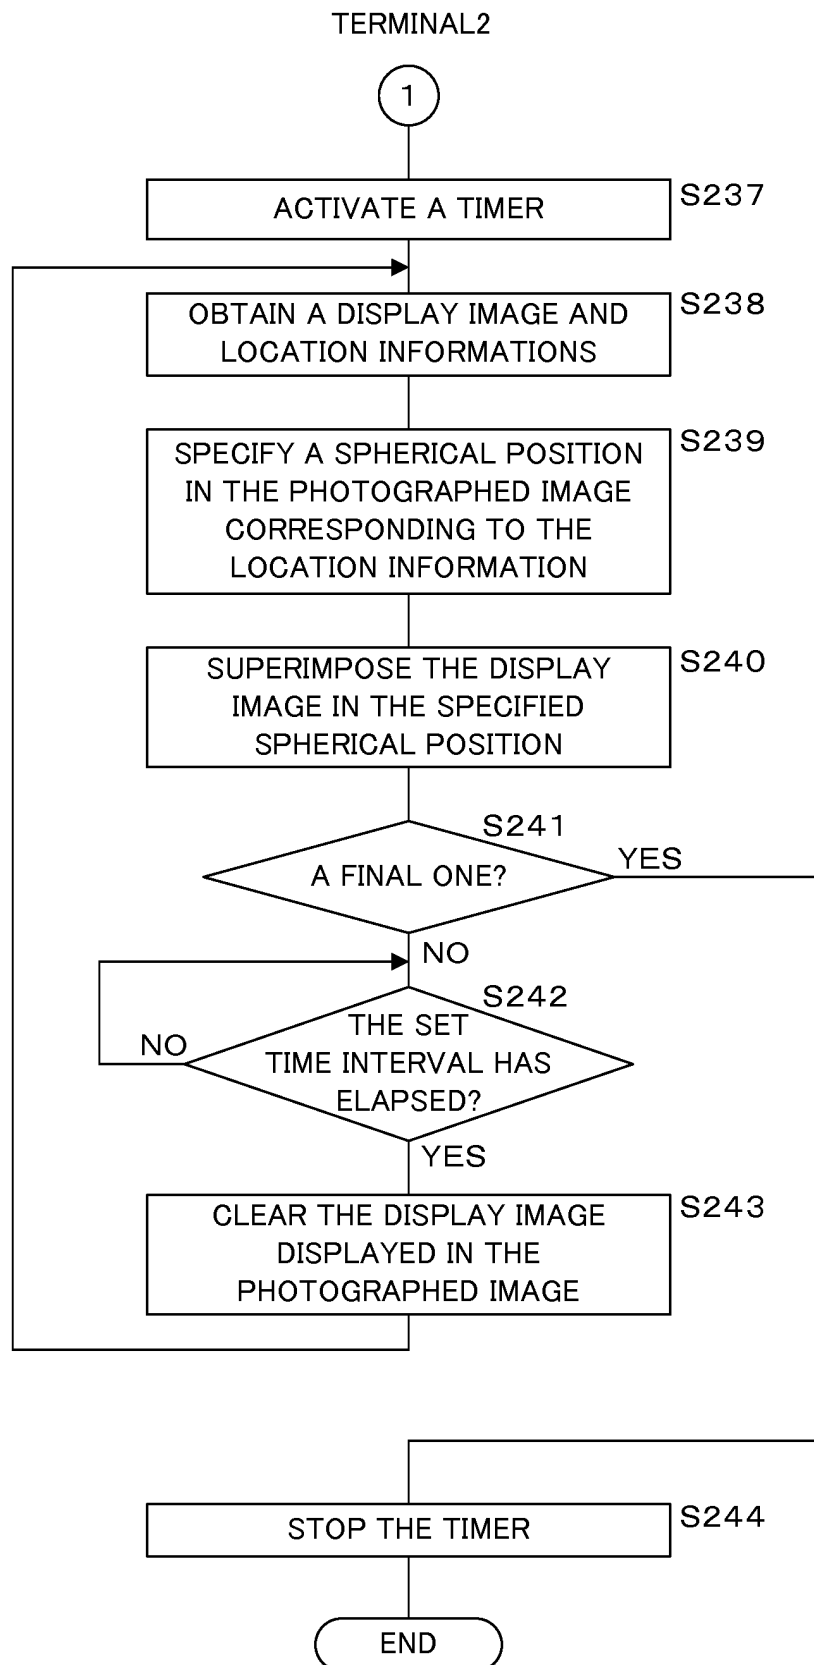 TERMINAL2
1
ACTIVATE A TIMER
S237
OBTAIN A DISPLAY IMAGE AND
LOCATION INFORMATIONS
S238
SPECIFY A SPHERICAL POSITION
IN THE PHOTOGRAPHED IMAGE
CORRESPONDING TO THE
LOCATION INFORMATION
S239
SUPERIMPOSE THE DISPLAY
IMAGE IN THE SPECIFIED
SPHERICAL POSITION
S240
S241
A FINAL ONE?
YES
NO
S242
THE SET
TIME INTERVAL HAS
ELAPSED?
NO
YES
CLEAR THE DISPLAY IMAGE
DISPLAYED IN THE
PHOTOGRAPHED IMAGE
S243
STOP THE TIMER
S244
END